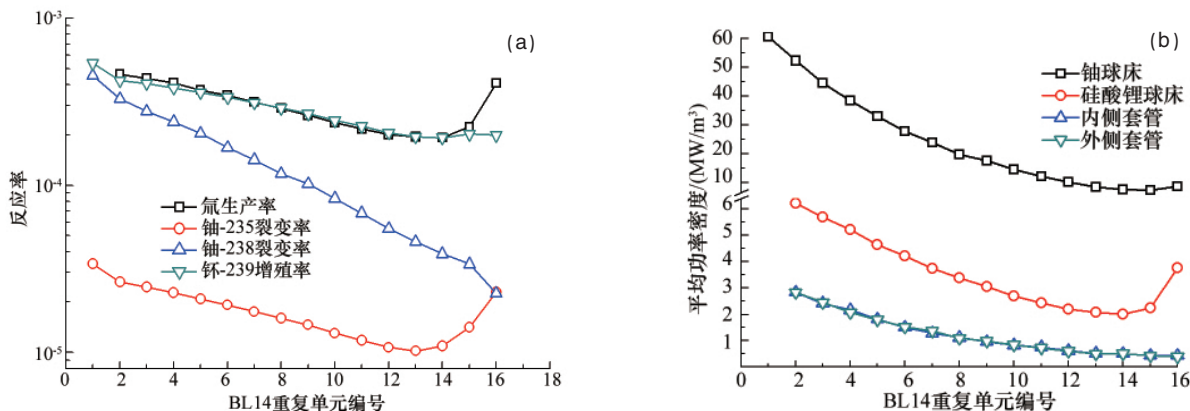 (a)
10-3
10-4
10-5
反应率
氚生产率
铀-235裂变率
铀-238裂变率
钚-239增殖率
0 2 4 6 8 10 12 14 16 18
BL14重复单元编号
(b)
60
50
40
30
20
10
6
5
4
3
2
1
平均功率密度/(MW/m³)
铀球床
硅酸锂球床
内侧套管
外侧套管
0 2 4 6 8 10 12 14 16
BL14重复单元编号